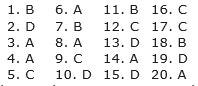 1. B 6. A 11. B 16. C
2. D 7. B 12. C 17. C
3. A 8. A 13. D 18. B
4. A 9. C 14. A 19. D
5. C 10. D 15. D 20. A